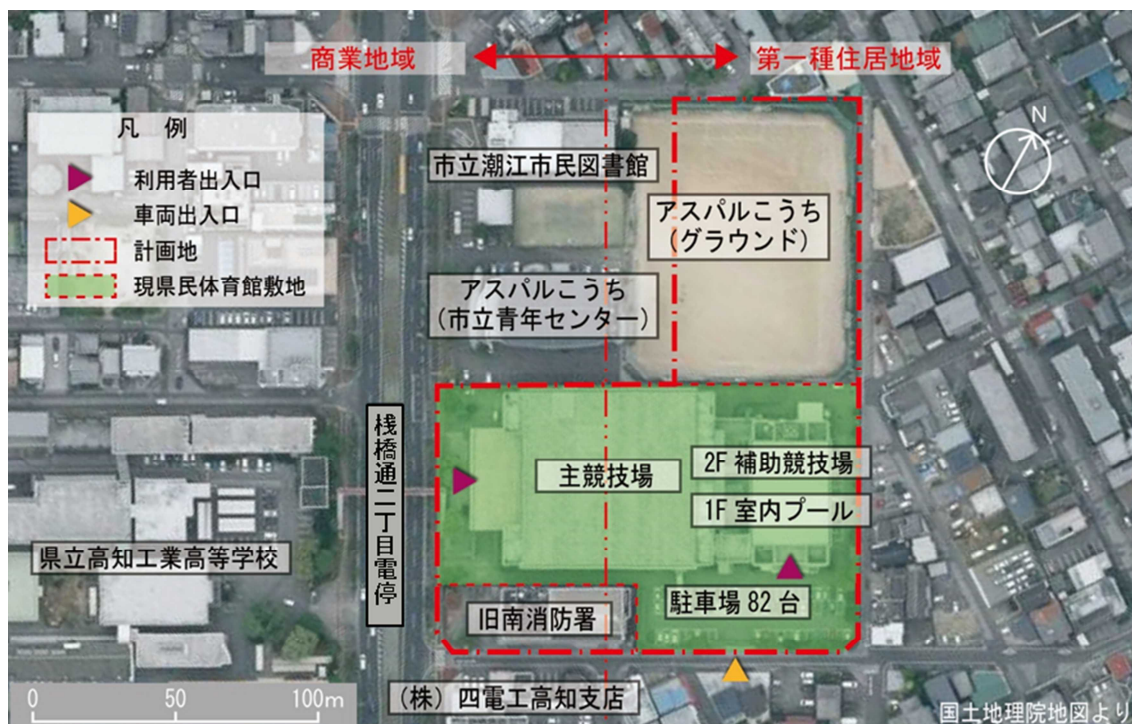 商業地域
第一種住居地域
凡 例
利用者出入口
車両出入口
計画地
現県民体育館敷地
N
市立潮江市民図書館
アスパルこうち
(グラウンド)
アスパルこうち
(市立青年センター)
桟橋通二丁目電停
主競技場
2F 補助競技場
1F 室内プール
県立高知工業高等学校
旧南消防署
駐車場 82 台
(株) 四電工高知支店
0 50 100m
国土地理院地図より